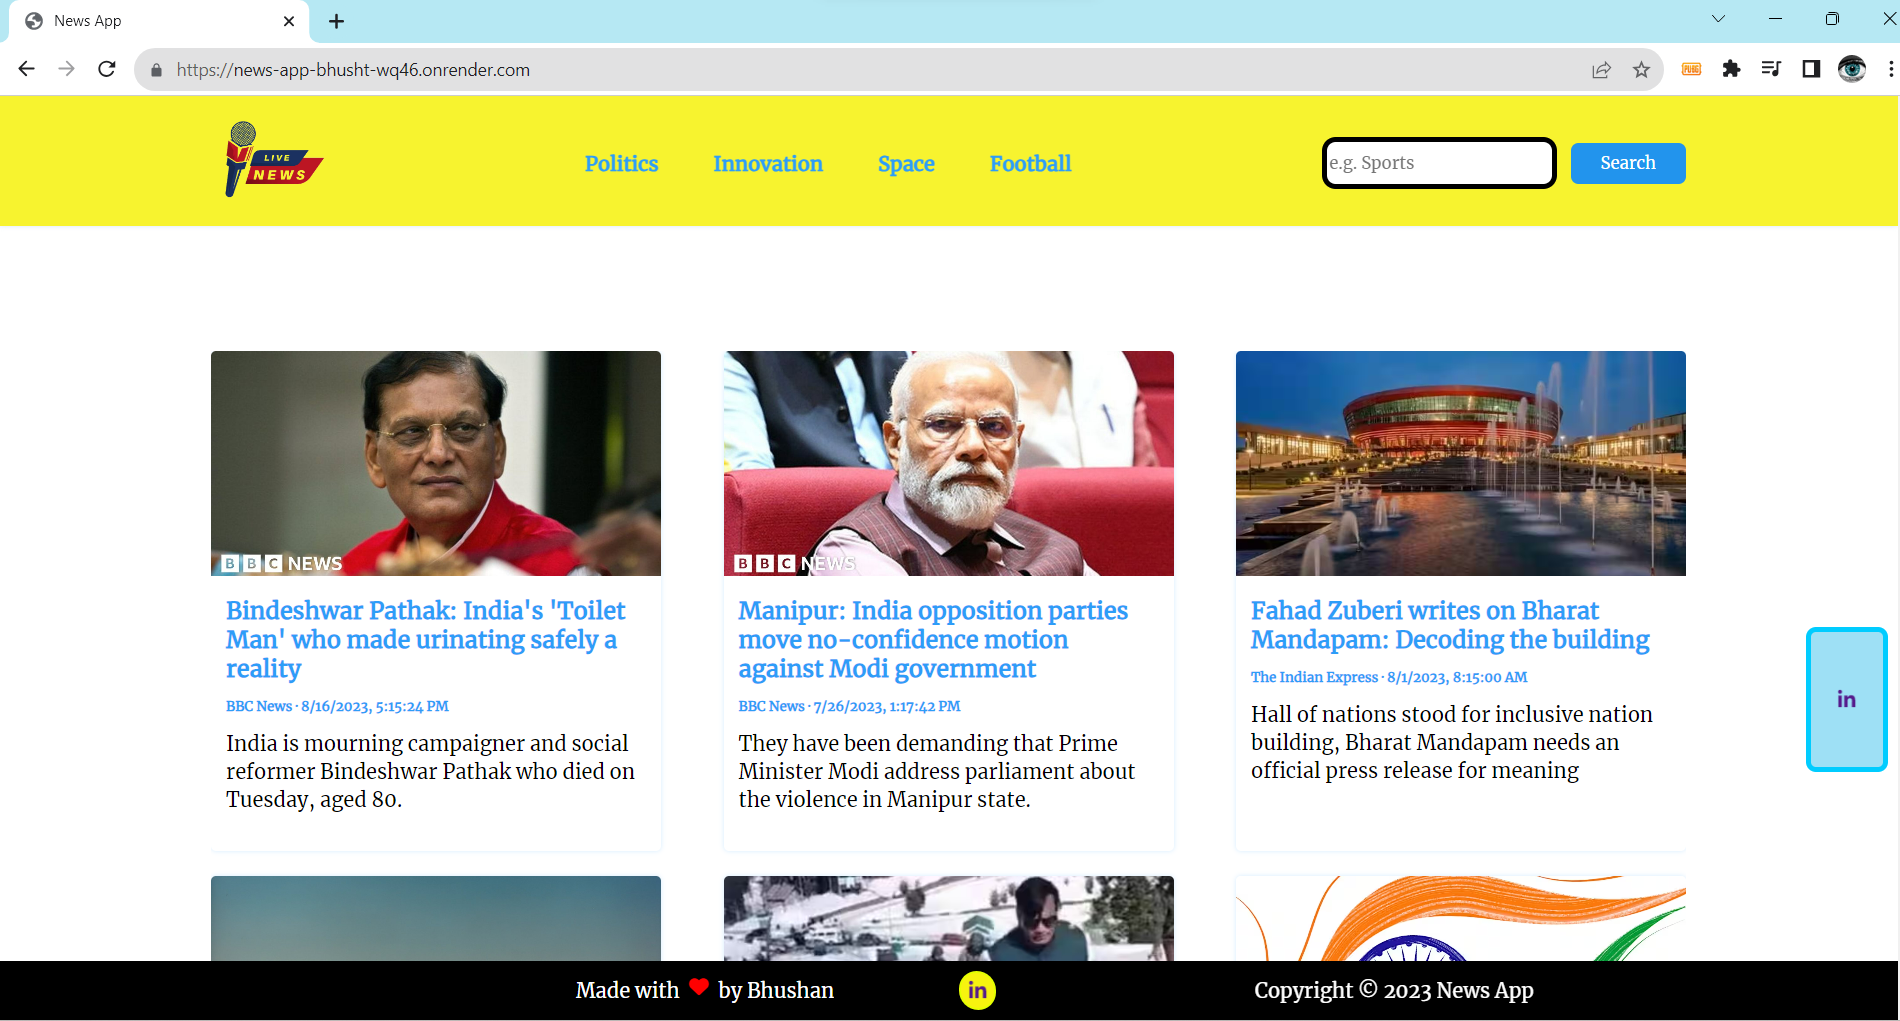 News App
https://news-app-bhusht-wq46.onrender.com
PUBG
LIVE
NEWS
Politics Innovation Space Football
e.g. Sports
Search
BBC NEWS
BBC NEWS
Bindeshwar Pathak: India's 'Toilet
Man' who made urinating safely a
reality
BBC News · 8/16/2023, 5:15:24 PM
India is mourning campaigner and social
reformer Bindeshwar Pathak who died on
Tuesday, aged 80.
Manipur: India opposition parties
move no-confidence motion
against Modi government
BBC News · 7/26/2023, 1:17:42 PM
They have been demanding that Prime
Minister Modi address parliament about
the violence in Manipur state.
Fahad Zuberi writes on Bharat
Mandapam: Decoding the building
The Indian Express · 8/1/2023, 8:15:00 AM
Hall of nations stood for inclusive nation
building, Bharat Mandapam needs an
official press release for meaning
in
Made with ❤ by Bhushan
in
Copyright © 2023 News App